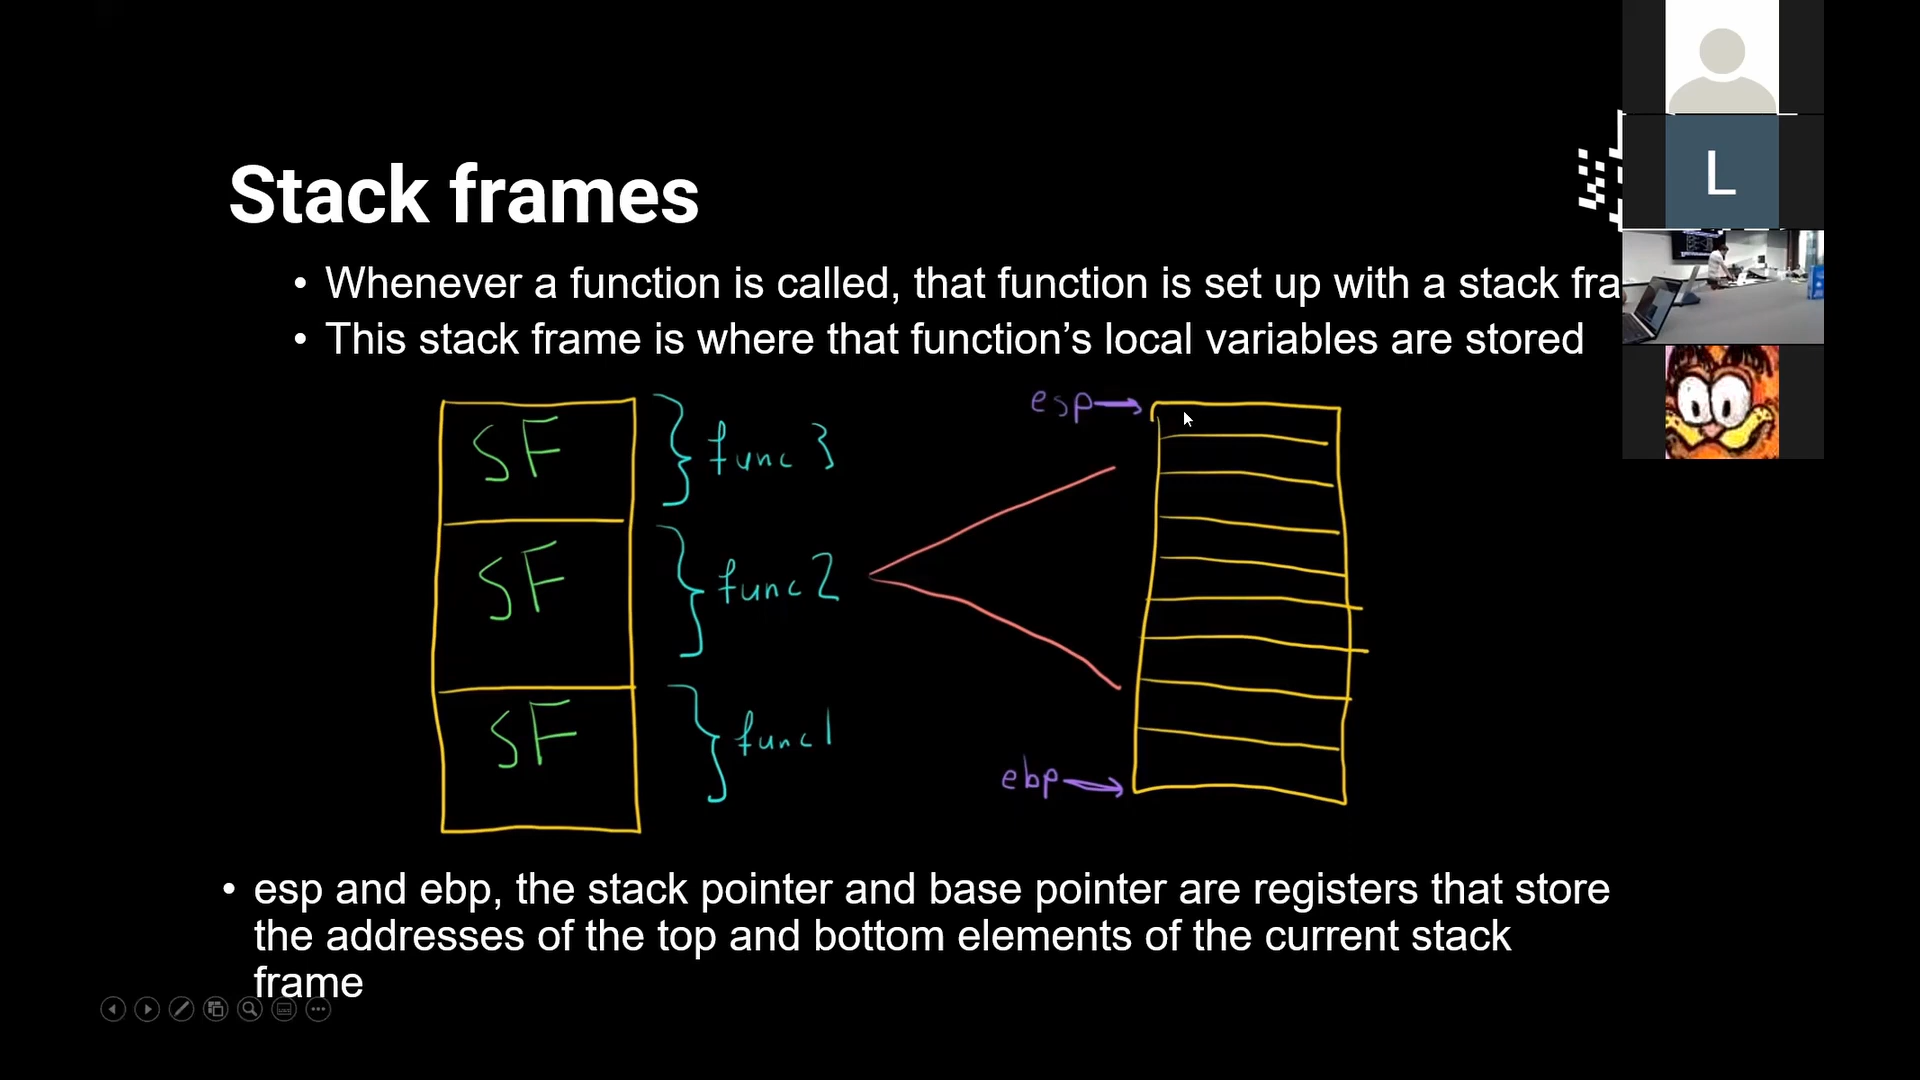 Stack frames
L
• Whenever a function is called, that function is set up with a stack fra
• This stack frame is where that function’s local variables are stored
SF
func 3
esp
SF
func 2
SF
func 1
ebp
• esp and ebp, the stack pointer and base pointer are registers that store
the addresses of the top and bottom elements of the current stack
frame